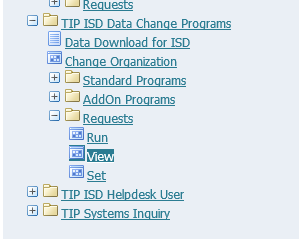 Requests
TIP ISD Data Change Programs
Data Download for ISD
Change Organization
Standard Programs
AddOn Programs
Requests
Run
View
Set
TIP ISD Helpdesk User
TIP Systems Inquiry